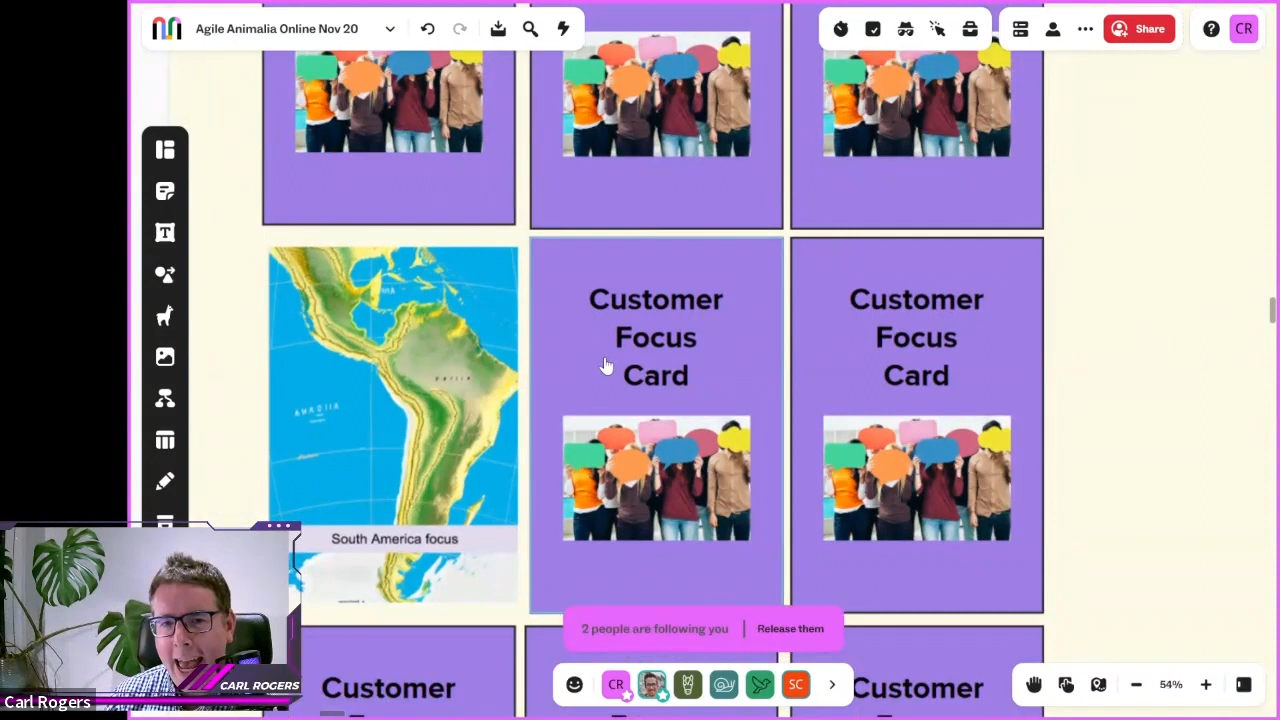 Agile Animalia Online Nov 20
Share
CR
Customer
Focus
Card
Customer
Focus
Card
South America focus
2 people are following you
Release them
CR
SC
54%
Customer
Customer
CARL ROGERS
Carl Rogers